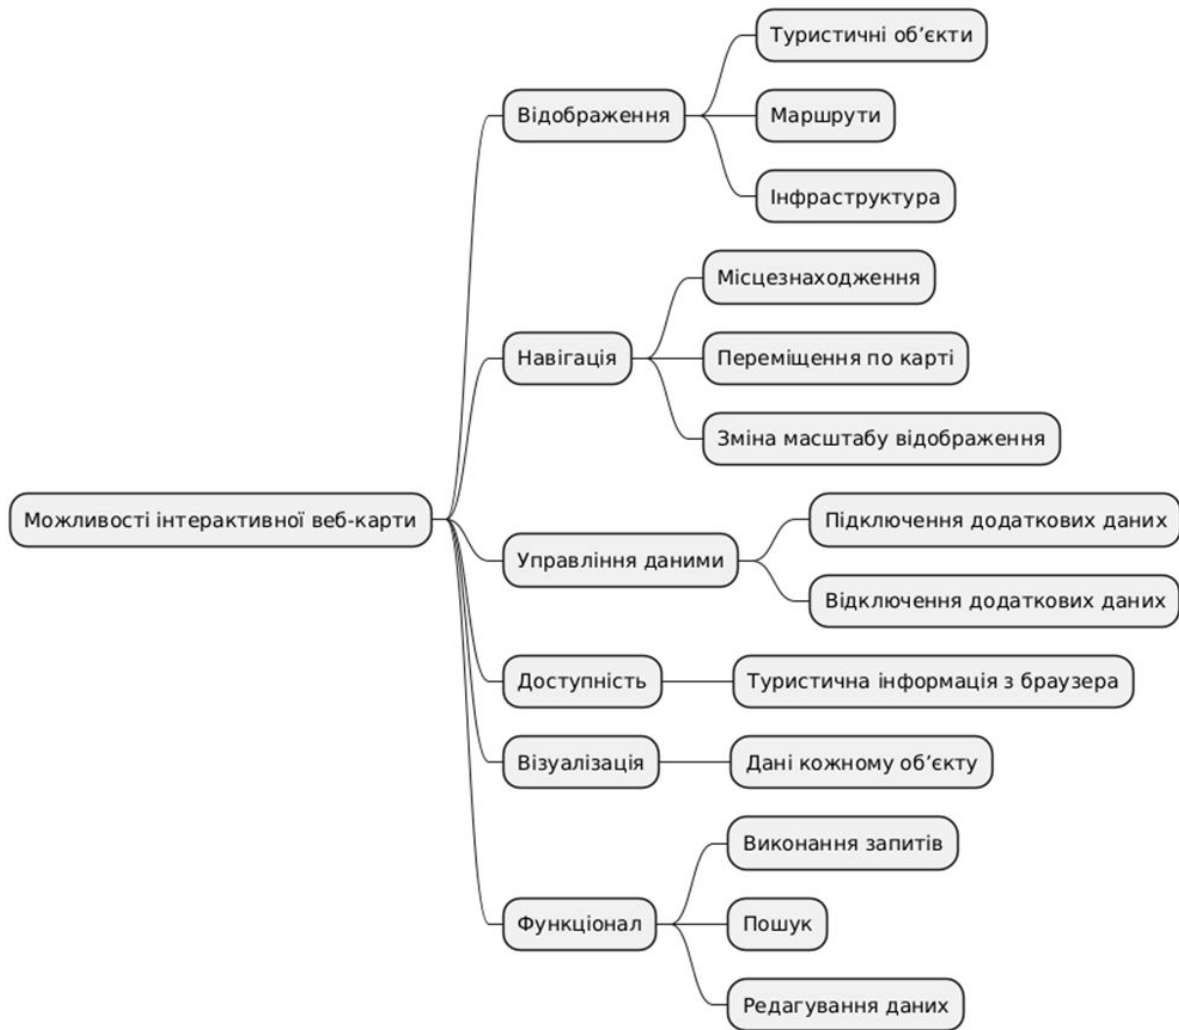 Можливості інтерактивної веб-карти
Відображення
Туристичні об’єкти
Маршрути
Інфраструктура
Навігація
Місцезнаходження
Переміщення по карті
Зміна масштабу відображення
Управління даними
Підключення додаткових даних
Відключення додаткових даних
Доступність
Туристична інформація з браузера
Візуалізація
Дані кожному об’єкту
Функціонал
Виконання запитів
Пошук
Редагування даних